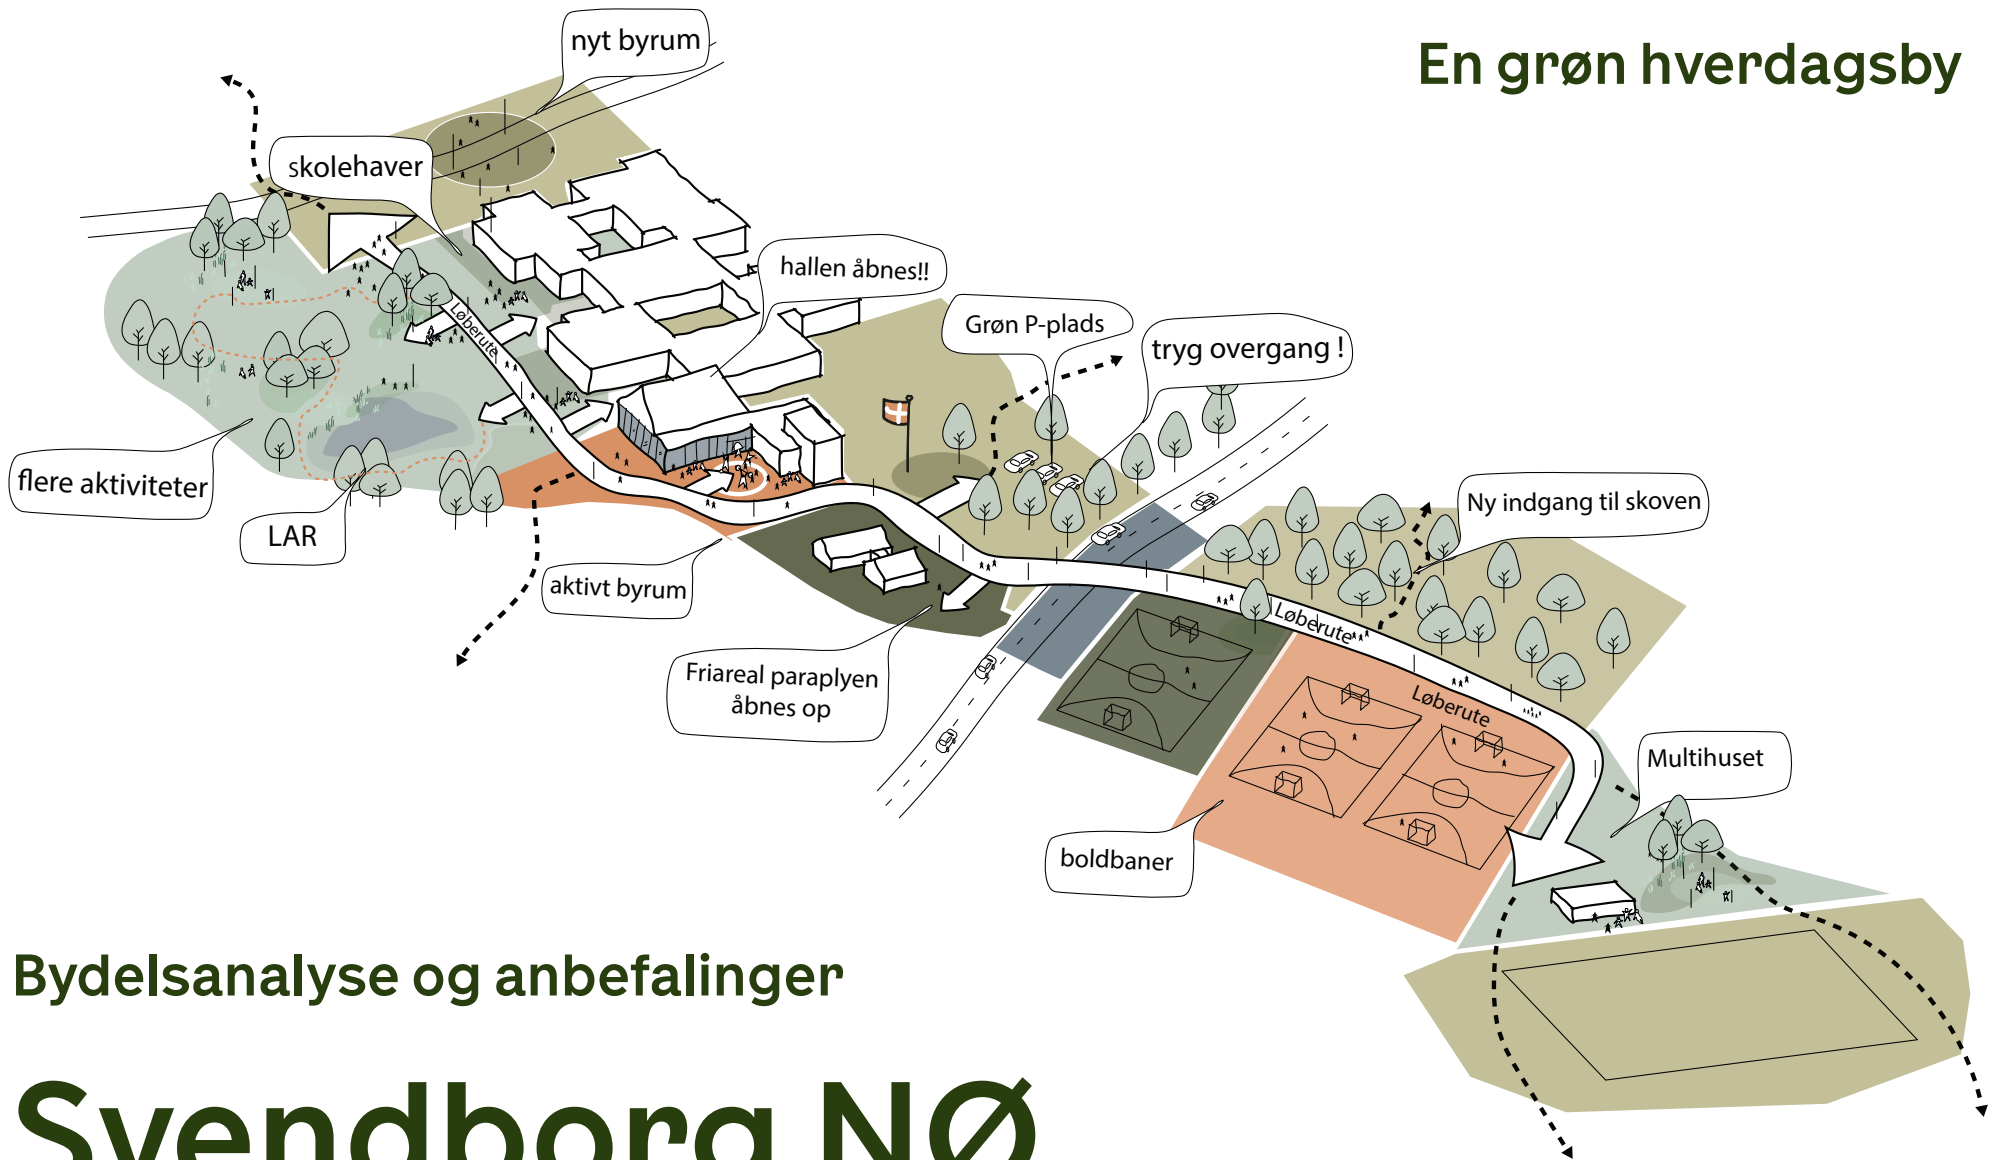 En grøn hverdagsby
nyt byrum
skolehaver
hallen åbnes!!
Grøn P-plads
tryg overgang !
Løberute
flere aktiviteter
LAR
aktivt byrum
Ny indgang til skoven
Løberute
Friareal paraplyen
åbnes op
Løberute
Multihuset
boldbaner
Bydelsanalyse og anbefalinger
Svendborg NØ